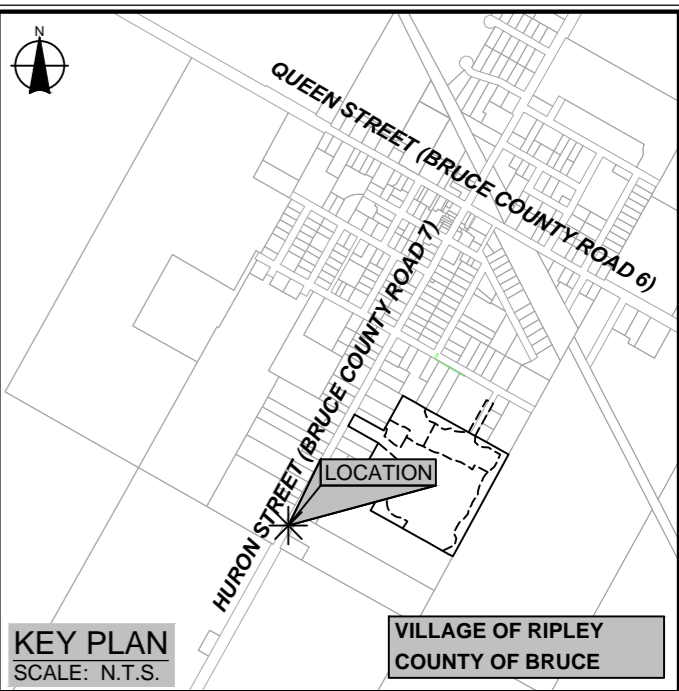 N
QUEEN STREET (BRUCE COUNTY ROAD 6)
HURON STREET (BRUCE COUNTY ROAD 7)
LOCATION
KEY PLAN
SCALE: N.T.S.
VILLAGE OF RIPLEY
COUNTY OF BRUCE